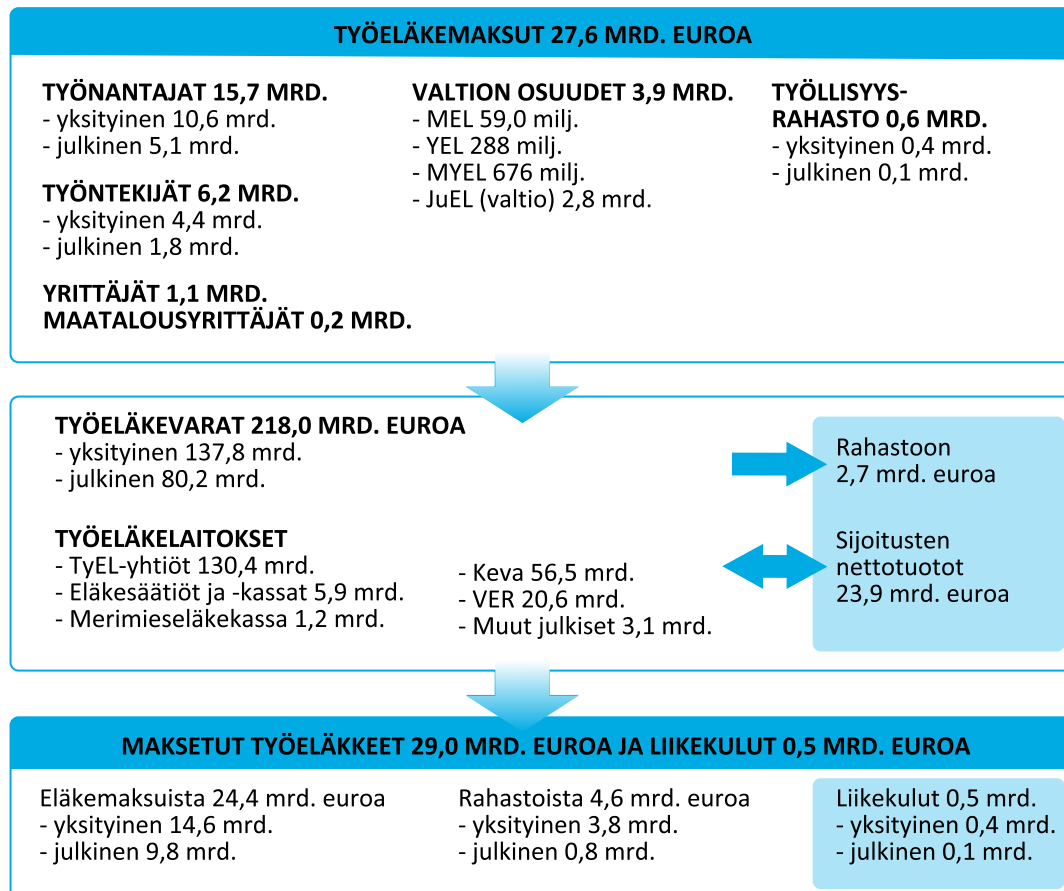 TYÖELÄKEMAKSUT 27,6 MRD. EUROA
TYÖNANTAJAT 15,7 MRD.
- yksityinen 10,6 mrd.
- julkinen 5,1 mrd.
TYÖNTEKIJÄT 6,2 MRD.
- yksityinen 4,4 mrd.
- julkinen 1,8 mrd.
YRITTÄJÄT 1,1 MRD.
MAATALOUSYRITTÄJÄT 0,2 MRD.
VALTION OSUUDET 3,9 MRD.
- MEL 59,0 milj.
- YEL 288 milj.
- MYEL 676 milj.
- JuEL (valtio) 2,8 mrd.
TYÖLLISYYS-
RAHASTO 0,6 MRD.
- yksityinen 0,4 mrd.
- julkinen 0,1 mrd.
TYÖELÄKEVARAT 218,0 MRD. EUROA
- yksityinen 137,8 mrd.
- julkinen 80,2 mrd.
TYÖELÄKELAITOKSET
- TyEL-yhtiöt 130,4 mrd.
- Eläkesäätiöt ja -kassat 5,9 mrd.
- Merimieseläkekassa 1,2 mrd.
- Keva 56,5 mrd.
- VER 20,6 mrd.
- Muut julkiset 3,1 mrd.
Rahastoon
2,7 mrd. euroa
Sijoitusten
nettotuotot
23,9 mrd. euroa
MAKSETUT TYÖELÄKKEET 29,0 MRD. EUROA JA LIIKEKULUT 0,5 MRD. EUROA
Eläkemaksuista 24,4 mrd. euroa
- yksityinen 14,6 mrd.
- julkinen 9,8 mrd.
Rahastoista 4,6 mrd. euroa
- yksityinen 3,8 mrd.
- julkinen 0,8 mrd.
Liikekulut 0,5 mrd.
- yksityinen 0,4 mrd.
- julkinen 0,1 mrd.